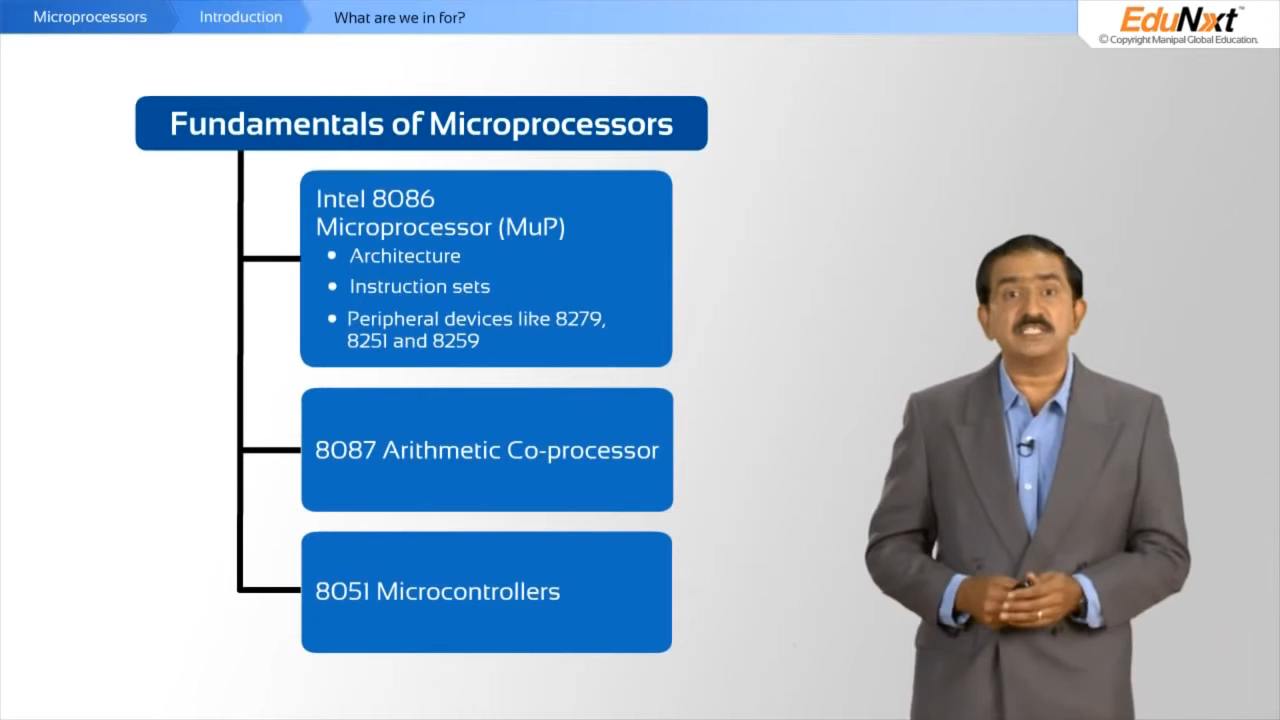 Microprocessors
Introduction
What are we in for?
EduNxt™
© Copyright Manipal Global Education.
Fundamentals of Microprocessors
Intel 8086
Microprocessor (MuP)
• Architecture
• Instruction sets
• Peripheral devices like 8279,
8251 and 8259
8087 Arithmetic Co-processor
8051 Microcontrollers